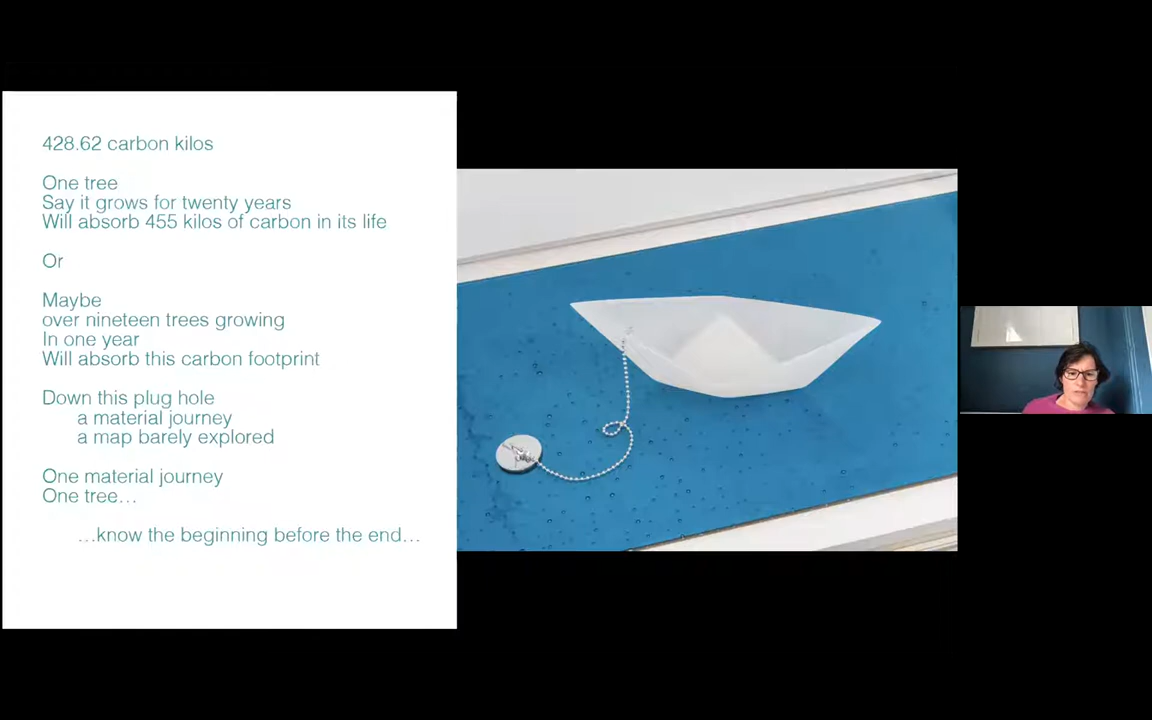 428.62 carbon kilos
One tree
Say it grows for twenty years
Will absorb 455 kilos of carbon in its life
Or
Maybe
over nineteen trees growing
In one year
Will absorb this carbon footprint
Down this plug hole
a material journey
a map barely explored
One material journey
One tree…
…know the beginning before the end…